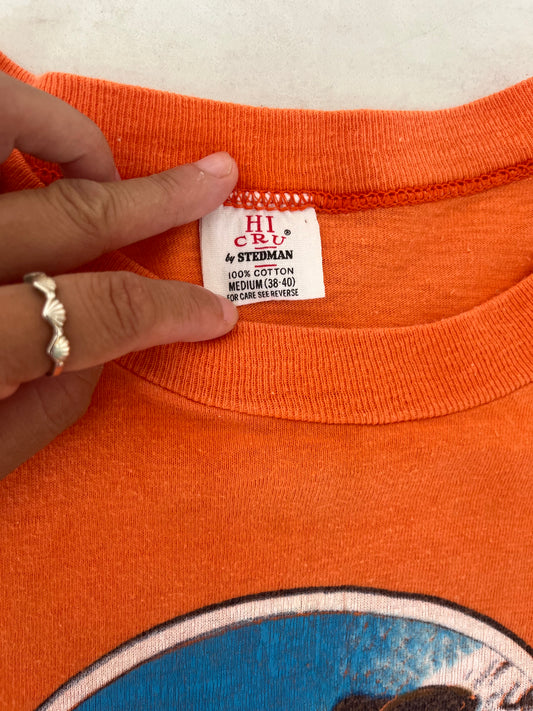 HI
CRU®
by STEDMAN
100% COTTON
MEDIUM (38-40)
FOR CARE SEE REVERSE